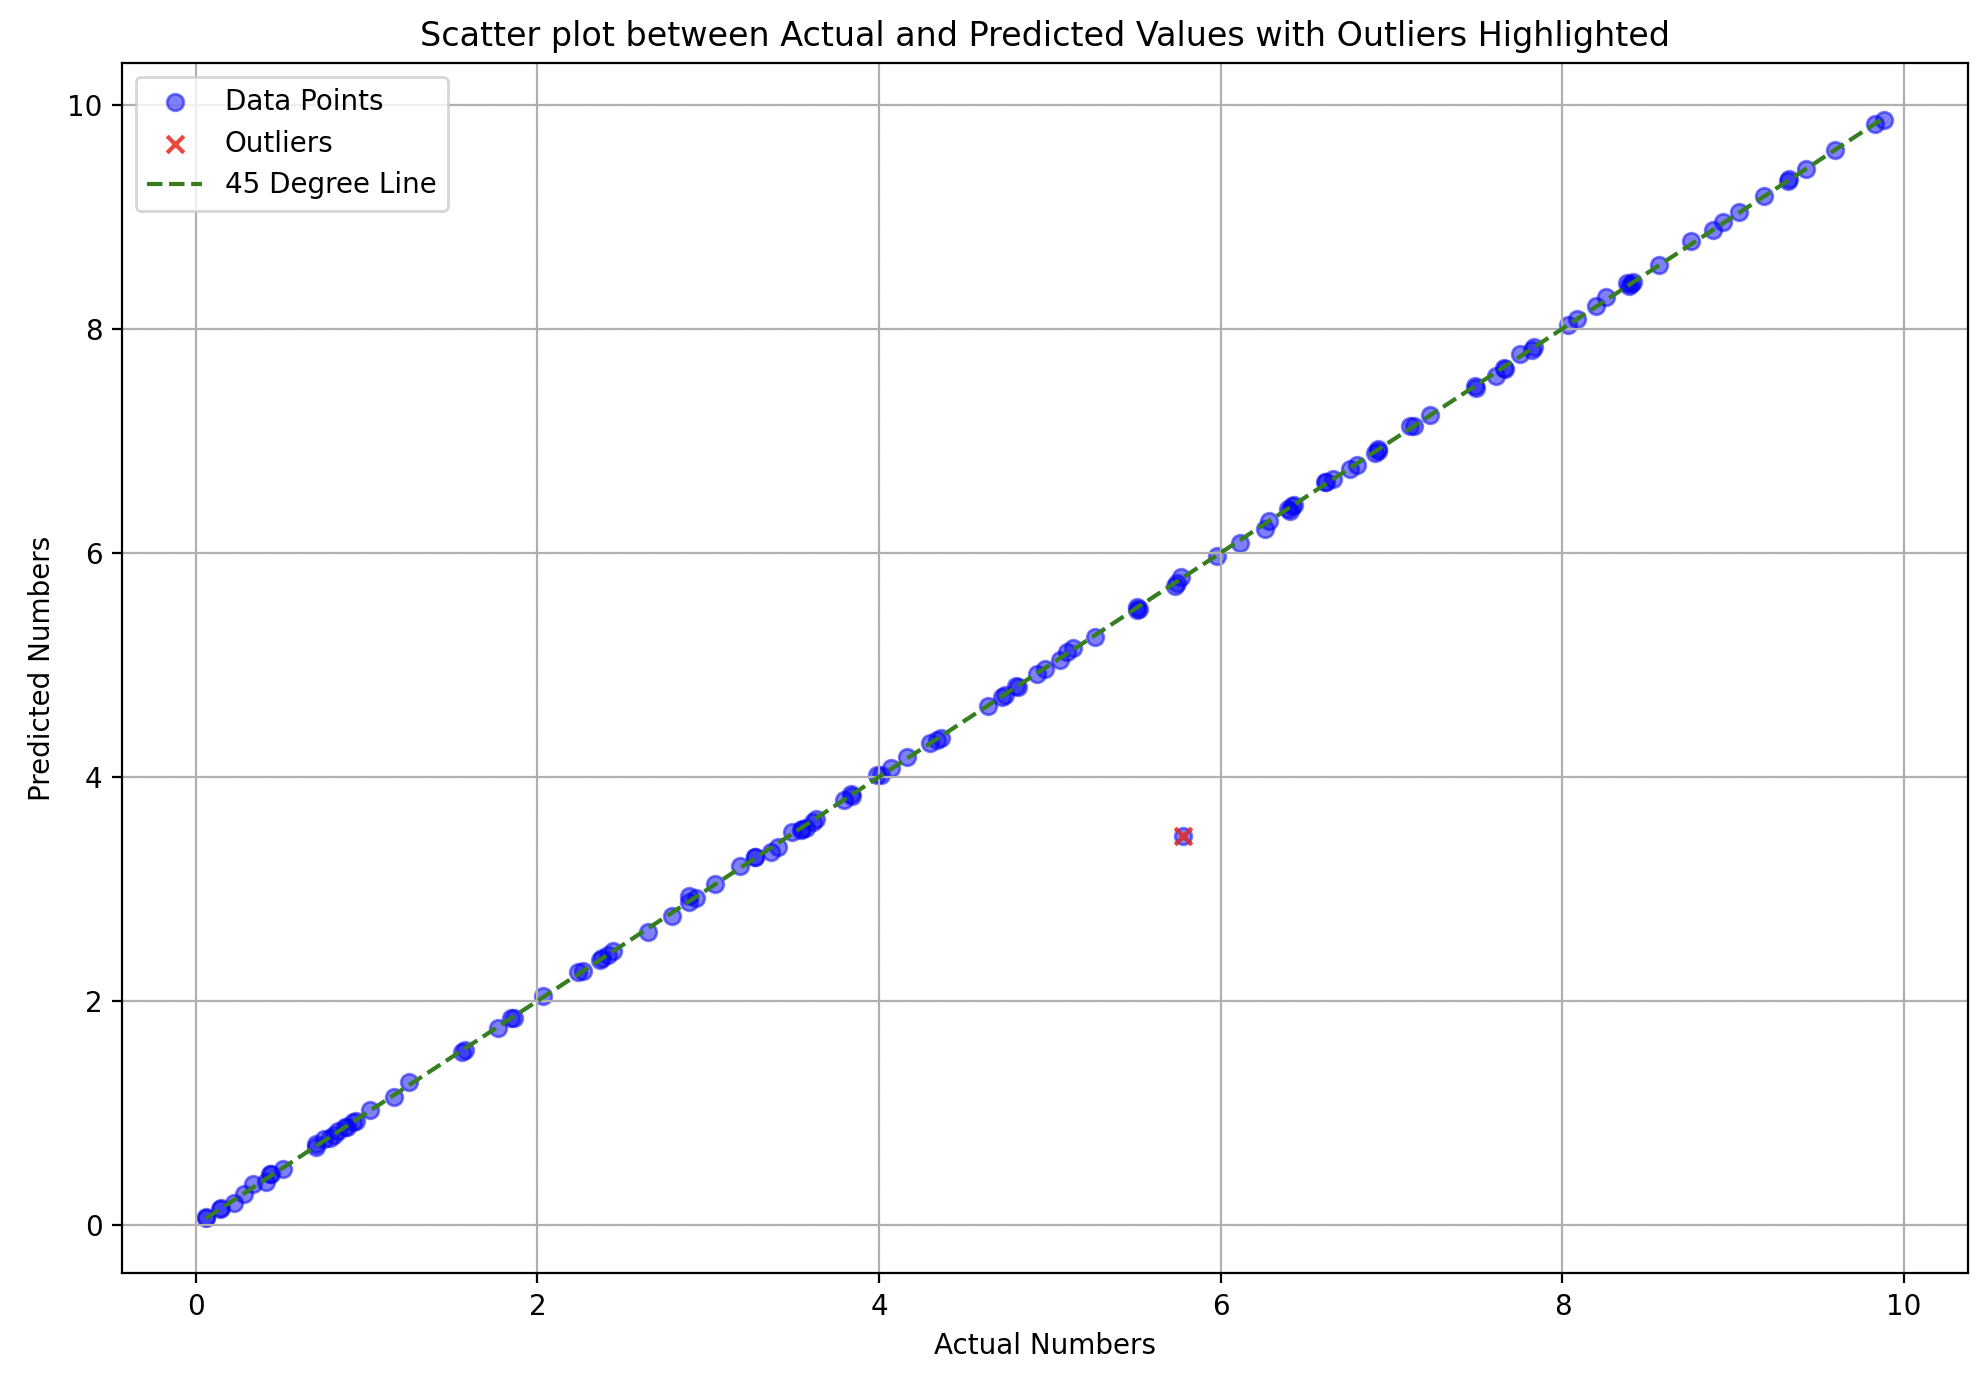 Scatter plot between Actual and Predicted Values with Outliers Highlighted
Data Points
Outliers
45 Degree Line
10
8
6
4
2
0
Predicted Numbers
0 2 4 6 8 10
Actual Numbers